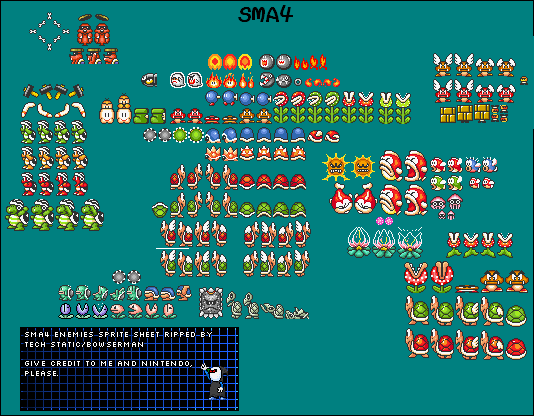 SMA4
SMA4 ENEMIES SPRITE SHEET RIPPED BY
TECH STATIC/BOWSERMAN
GIVE CREDIT TO ME AND NINTENDO,
PLEASE.